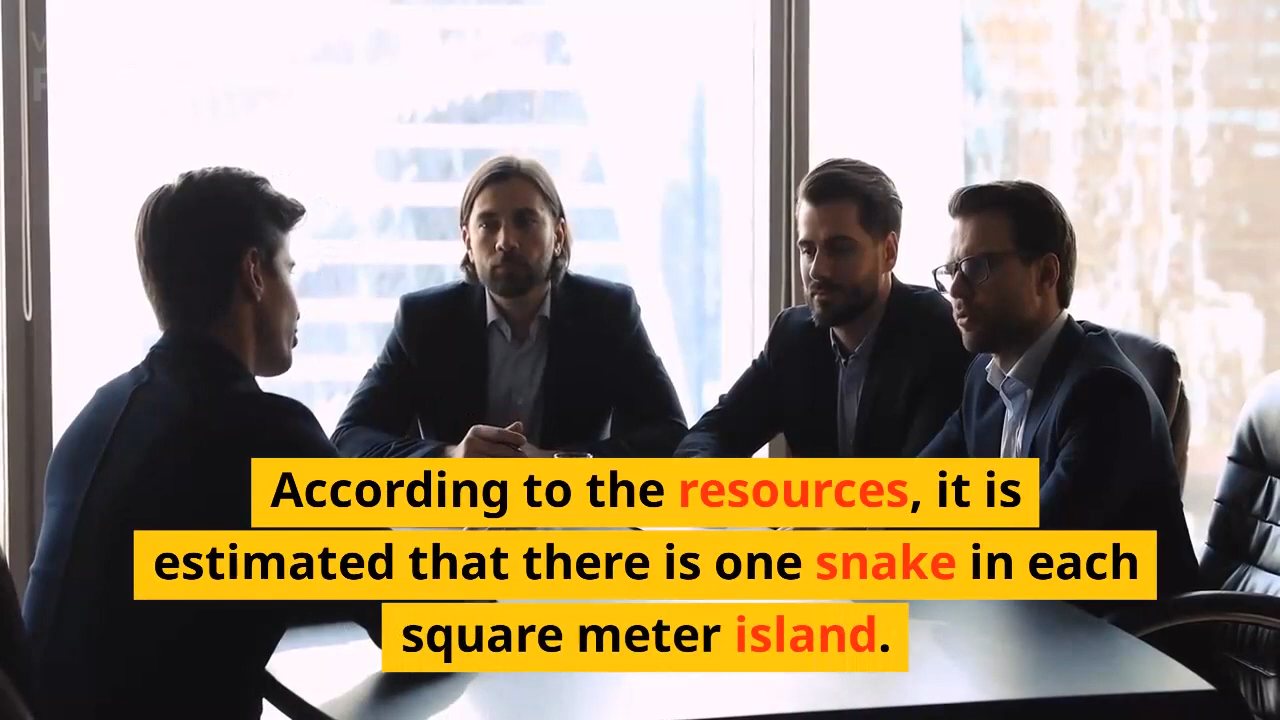 According to the resources, it is
estimated that there is one snake in each
square meter island.